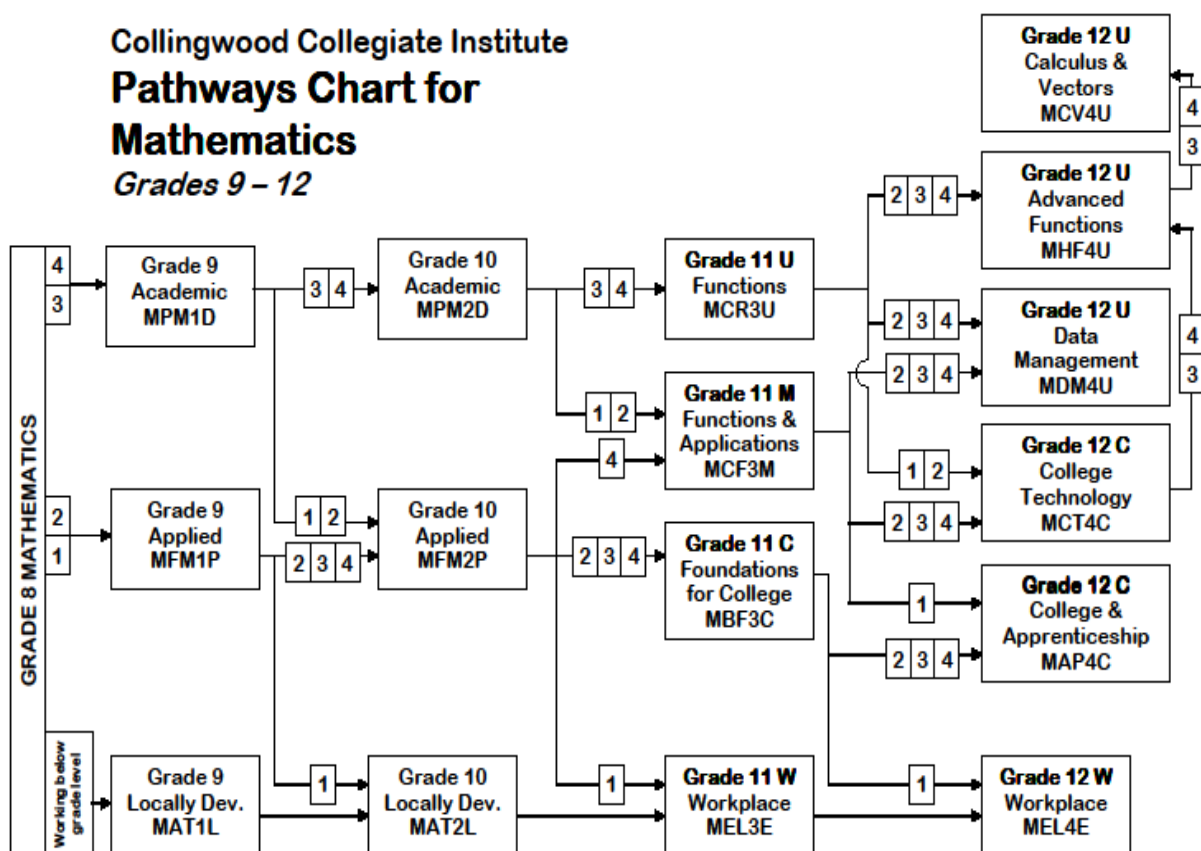 Collingwood Collegiate Institute
Pathways Chart for
Mathematics
Grades 9 – 12
GRADE 8 MATHEMATICS
4
3
2
1
Working below
grade level
Grade 9
Academic
MPM1D
Grade 9
Applied
MFM1P
Grade 9
Locally Dev.
MAT1L
3 4
1 2
2 3 4
1
Grade 10
Academic
MPM2D
Grade 10
Applied
MFM2P
Grade 10
Locally Dev.
MAT2L
3 4
1 2
4
2 3 4
1
Grade 11 U
Functions
MCR3U
Grade 11 M
Functions &
Applications
MCF3M
Grade 11 C
Foundations
for College
MBF3C
Grade 11 W
Workplace
MEL3E
2 3 4
2 3 4
2 3 4
1 2
2 3 4
1
2 3 4
1
Grade 12 U
Calculus &
Vectors
MCV4U
Grade 12 U
Advanced
Functions
MHF4U
Grade 12 U
Data
Management
MDM4U
Grade 12 C
College
Technology
MCT4C
Grade 12 C
College &
Apprenticeship
MAP4C
Grade 12 W
Workplace
MEL4E
4
3
4
3